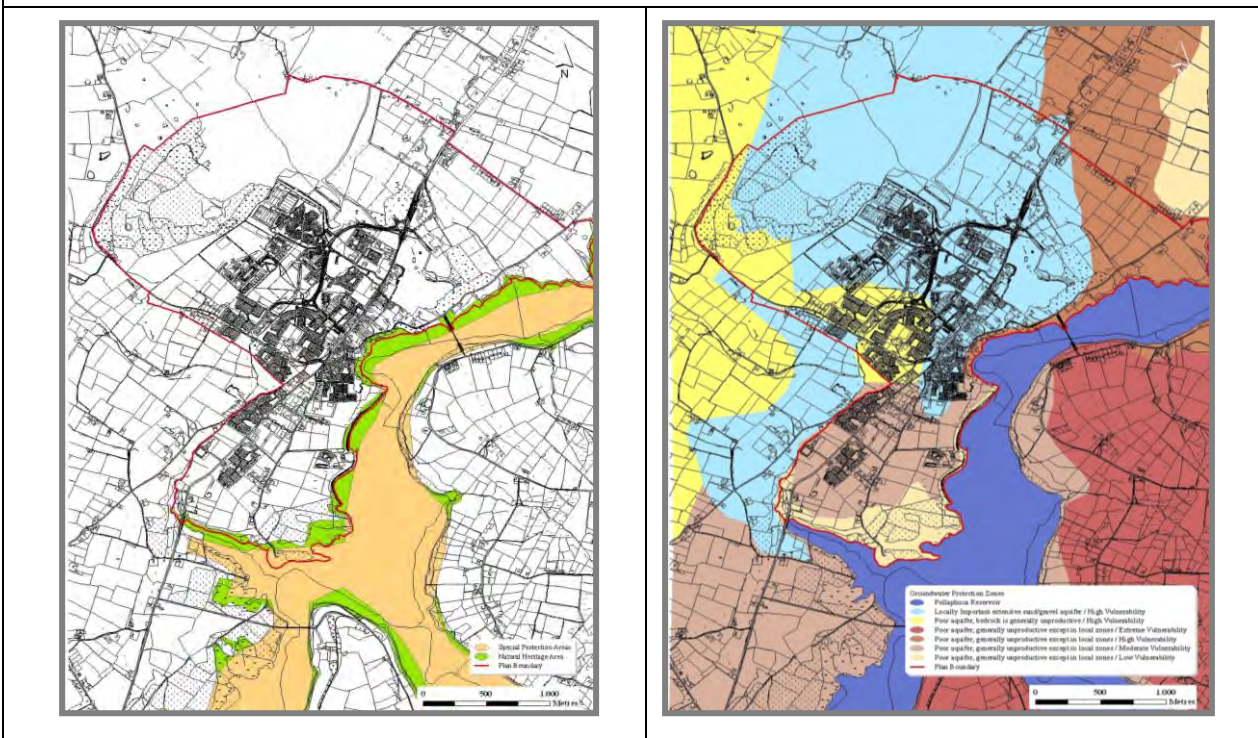 N
Special Protection Areas
Natural Heritage Area
Plan Boundary
0 500 1,000
Metres
Groundwater Protection Zones
Pollaphuca Reservoir
Locally Important extensive sand/gravel aquifer / High Vulnerability
Poor aquifer, bedrock is generally unproductive / High Vulnerability
Poor aquifer, generally unproductive except in local zones / Extreme Vulnerability
Poor aquifer, generally unproductive except in local zones / High Vulnerability
Poor aquifer, generally unproductive except in local zones / Moderate Vulnerability
Poor aquifer, generally unproductive except in local zones / Low Vulnerability
Plan Boundary
0 500 1,000
Metres